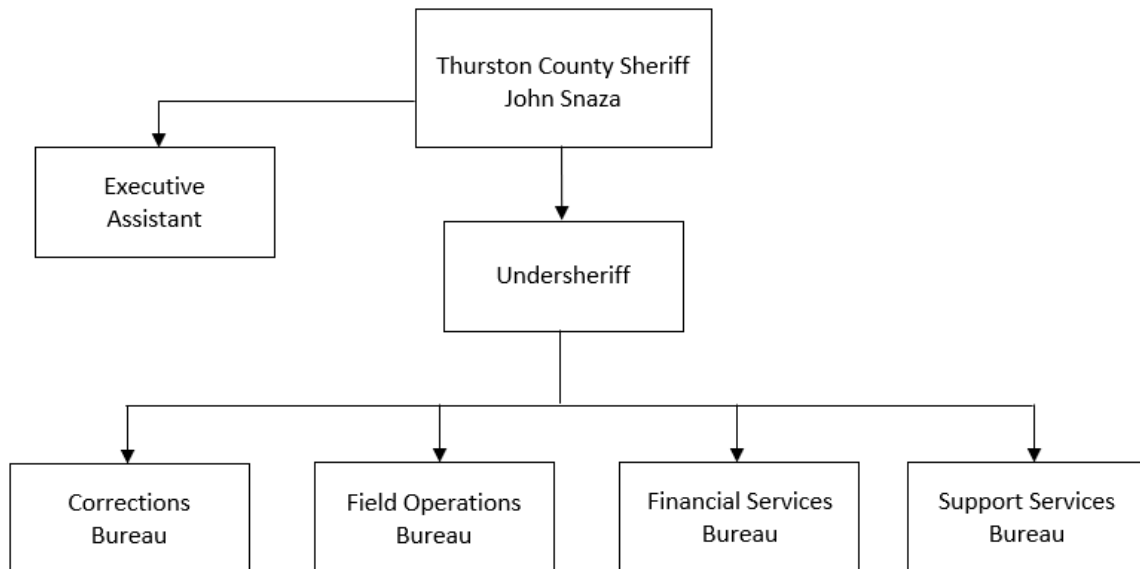 Thurston County Sheriff
John Snaza
Executive
Assistant
Undersheriff
Corrections
Bureau
Field Operations
Bureau
Financial Services
Bureau
Support Services
Bureau